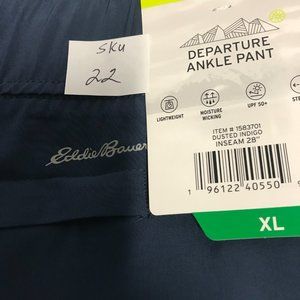 SKU
22
DEPARTURE
ANKLE PANT
LIGHTWEIGHT
MOISTURE
WICKING
UPF 50+
ITEM # 1583701
DUSTED INDIGO
INSEAM 28"
Eddie Bauer
1 96122 40550
XL